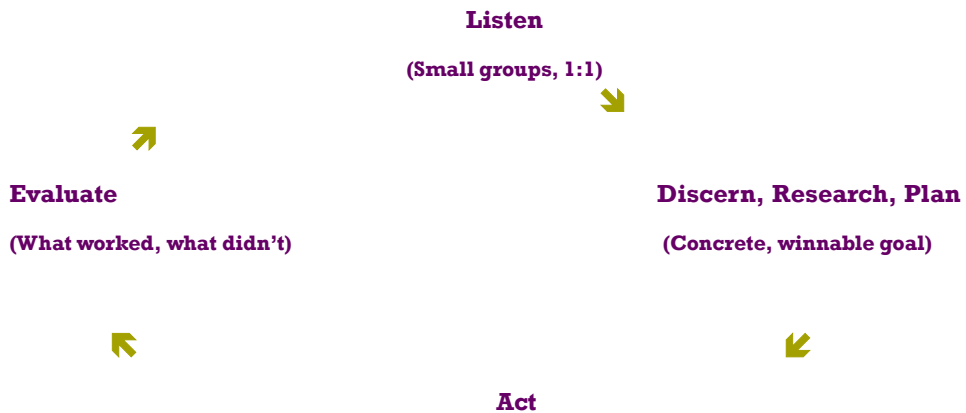 Listen
(Small groups, 1:1)
Evaluate
Discern, Research, Plan
(What worked, what didn’t)
(Concrete, winnable goal)
Act